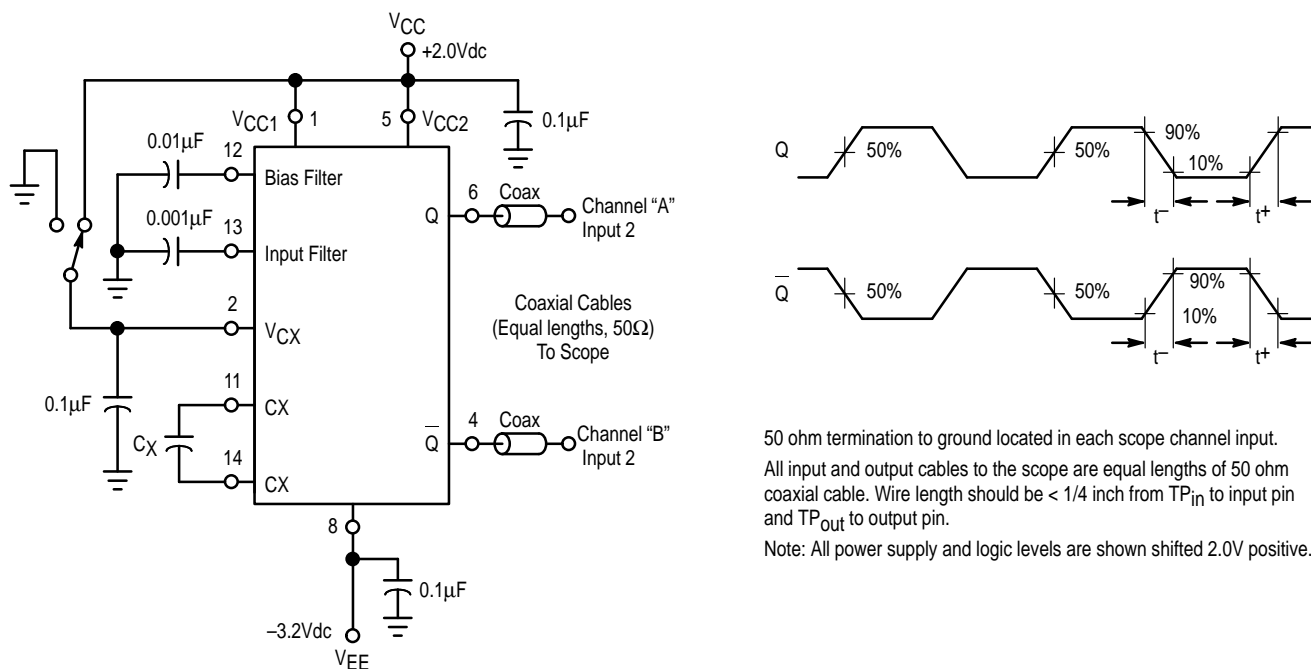 VCC
+2.0Vdc
VCC1
1
5
VCC2
0.1µF
0.01µF
12
Bias Filter
0.001µF
13
Input Filter
2
VCX
0.1µF
11
CX
CX
14
CX
6
Coax
Q
Channel “A”
Input 2
Coaxial Cables
(Equal lengths, 50Ω)
To Scope
4
Coax
Q̅
Channel “B”
Input 2
8
0.1µF
–3.2Vdc
VEE
Q
50%
50%
90%
10%
t–
t+
Q̅
50%
50%
90%
10%
t–
t+
50 ohm termination to ground located in each scope channel input.
All input and output cables to the scope are equal lengths of 50 ohm
coaxial cable. Wire length should be < 1/4 inch from TPin to input pin
and TPout to output pin.
Note: All power supply and logic levels are shown shifted 2.0V positive.